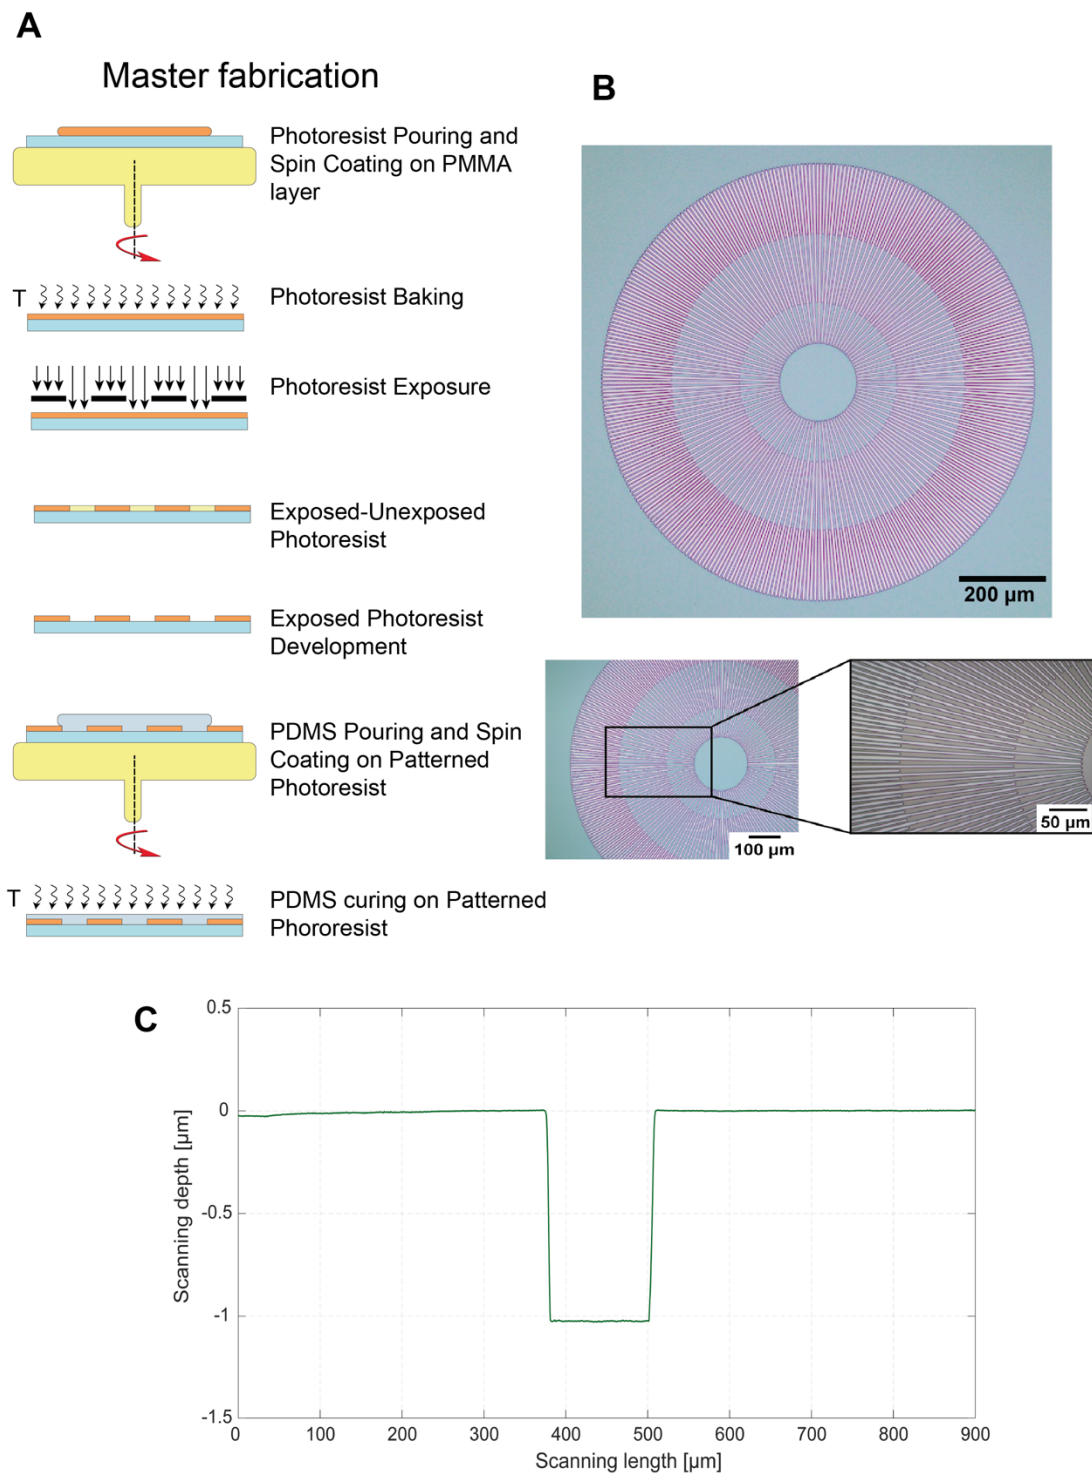 A
Master fabrication
Photoresist Pouring and
Spin Coating on PMMA
layer
T
Photoresist Baking
Photoresist Exposure
Exposed-Unexposed
Photoresist
Exposed Photoresist
Development
PDMS Pouring and Spin
Coating on Patterned
Photoresist
T
PDMS curing on Patterned
Phororesist
B
200 µm
100 µm
50 µm
C
0.5
0
-0.5
-1
-1.5
Scanning depth [µm]
0 100 200 300 400 500 600 700 800 900
Scanning length [µm]